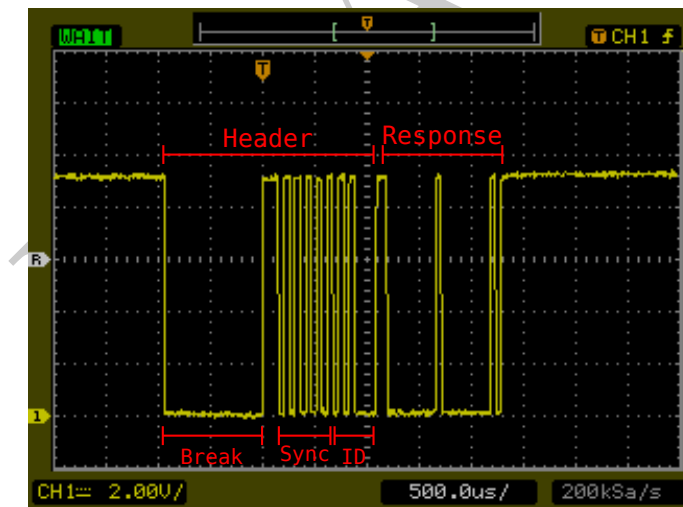 WAIT
T
T CH1
T
Header
Response
R
1
Break
Sync
ID
CH1 2.00V/
500.0us/
200kSa/s